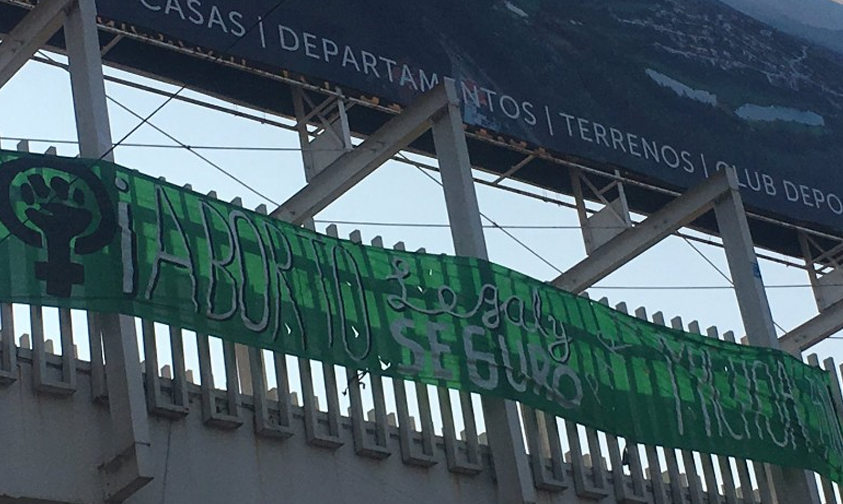 CASAS | DEPARTAMENTOS | TERRENOS | CLUB DEPO
¡ABORTO Legal y
SEGURO